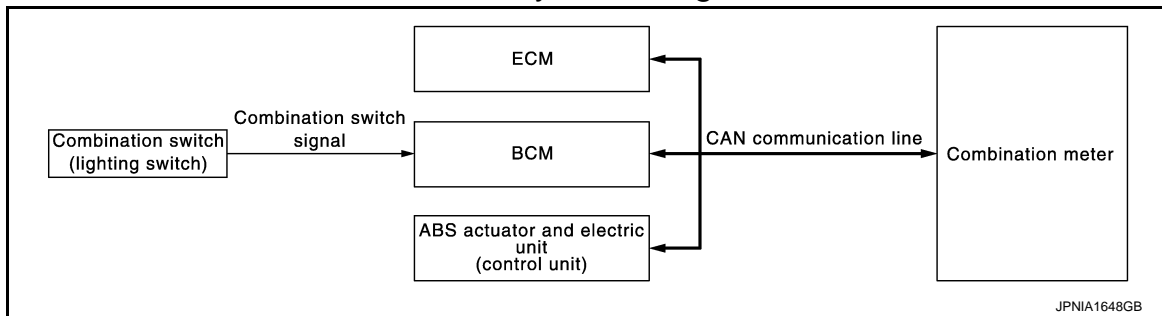 ECM
Combination switch
signal
Combination switch
(lighting switch)
BCM
CAN communication line
Combination meter
ABS actuator and electric
unit
(control unit)
JPNIA1648GB